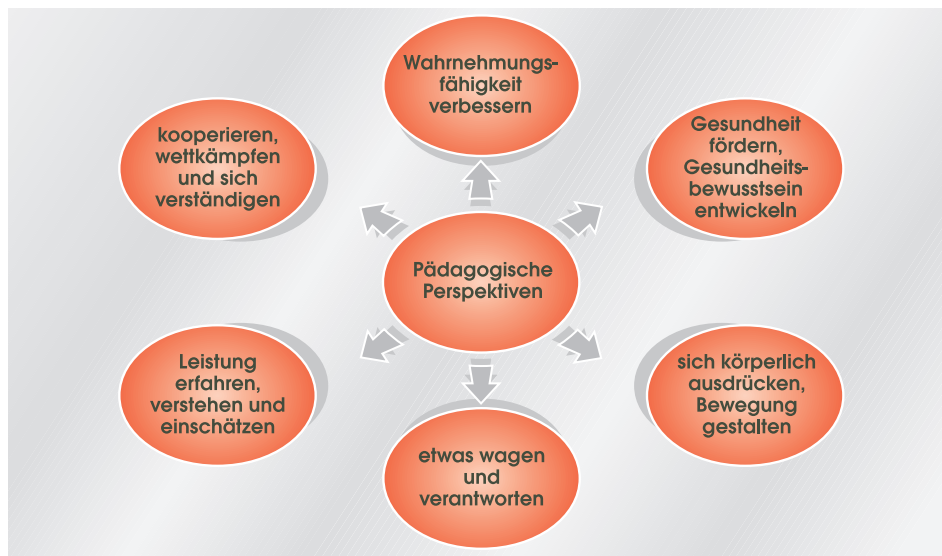 Wahrnehmungs-
fähigkeit
verbessern
kooperieren,
wettkämpfen
und sich
verständigen
Gesundheit
fördern,
Gesundheits-
bewusstsein
entwickeln
Pädagogische
Perspektiven
Leistung
erfahren,
verstehen und
einschätzen
sich körperlich
ausdrücken,
Bewegung
gestalten
etwas wagen
und
verantworten